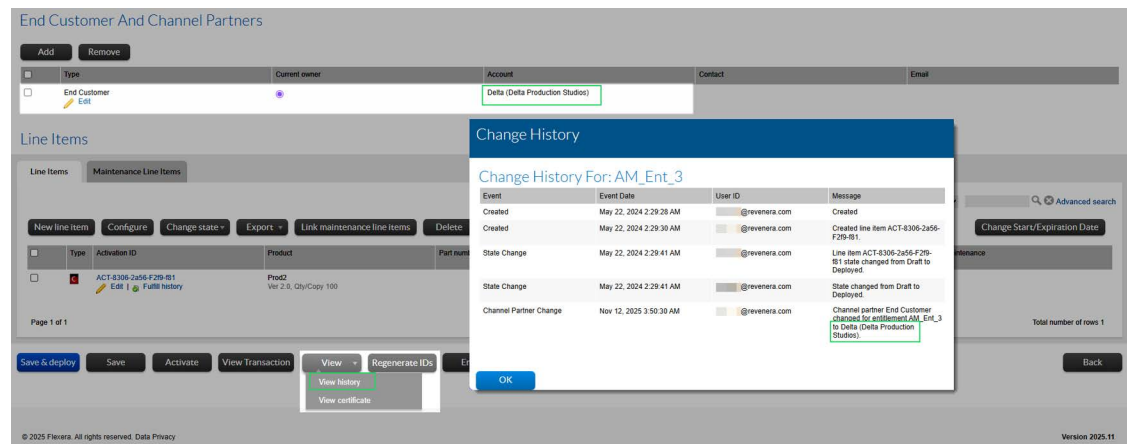 End Customer And Channel Partners
Add Remove
Type Current owner Account Contact Email
End Customer Delta (Delta Production Studios)
Edit
Line Items
Line Items Maintenance Line Items
Advanced search
New line item Configure Change state Export Link maintenance line items Delete Change Start/Expiration Date
Type Activation ID Product Part num
ACT-8306-2a56-F2f9-f81 Prod2
Edit | Fulfill history Ver 2.0, Qty/Copy 100
Page 1 of 1 Total number of rows 1
Save & deploy Save Activate View Transaction View Regenerate IDs Back
View history
View certificate
Change History
Change History For: AM_Ent_3
Event Event Date User ID Message
Created May 22, 2024 2:29:28 AM @revenera.com Created
Created May 22, 2024 2:29:30 AM @revenera.com Created line item ACT-8306-2a56-
F2f9-f81.
State Change May 22, 2024 2:29:41 AM @revenera.com Line item ACT-8306-2a56-F2f9-
f81 state changed from Draft to
Deployed.
State Change May 22, 2024 2:29:41 AM @revenera.com State changed from Draft to
Deployed.
Channel Partner Change Nov 12, 2025 3:50:30 AM @revenera.com Channel partner End Customer
changed for entitlement AM_Ent_3
to Delta (Delta Production
Studios).
OK
© 2025 Flexera. All rights reserved. Data Privacy Version 2025.11